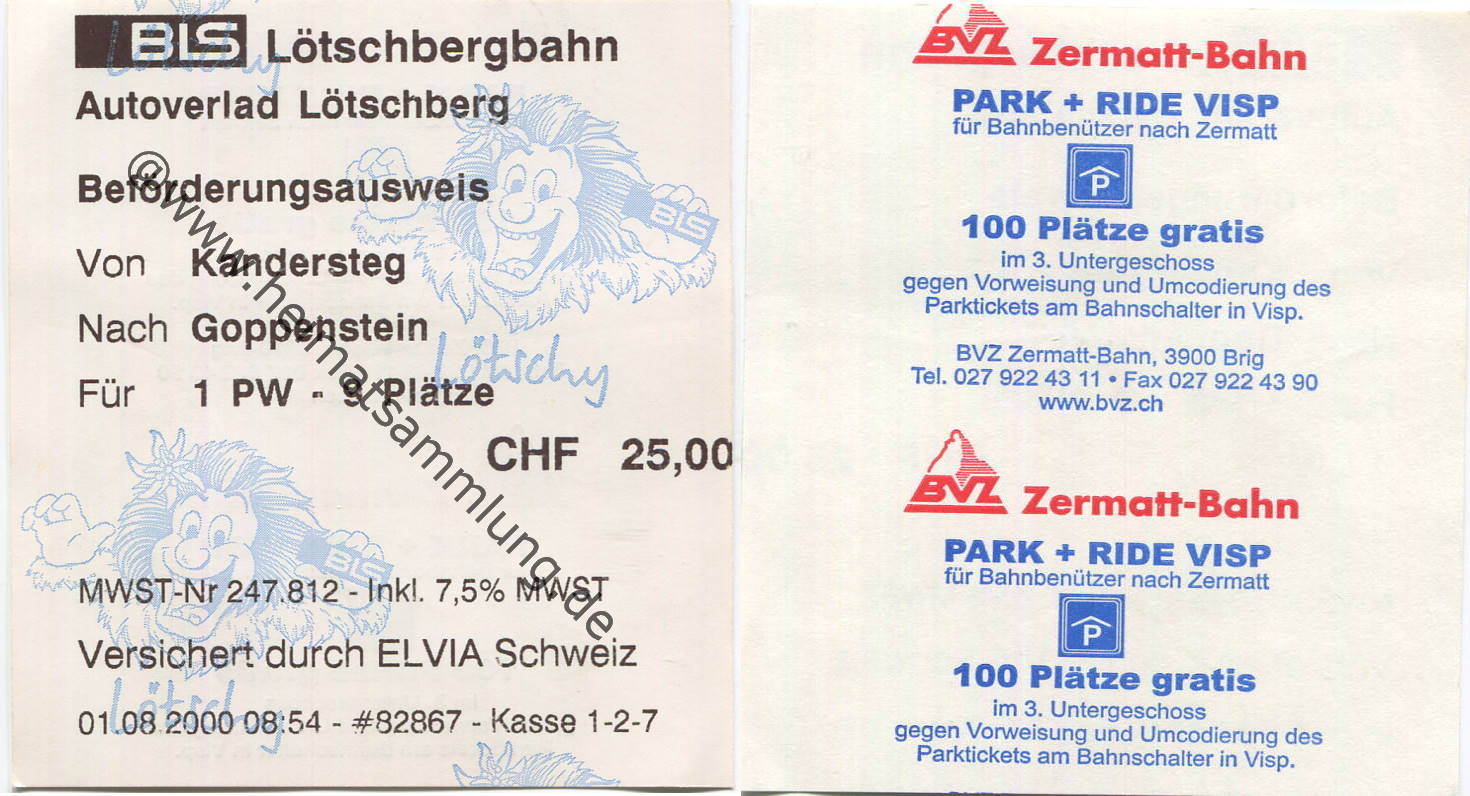 BLS Lötschbergbahn
Autoverlad Lötschberg
Beförderungsausweis
Von Kandersteg
Nach Goppenstein
Für 1 PW - 9 Plätze
CHF 25,00
MWST-Nr 247.812 - Inkl. 7,5% MWST
Versichert durch ELVIA Schweiz
01.08.2000 08:54 - #82867 - Kasse 1-2-7
Lötschy
BLS
Lötschy
BLS
Lötschy
@www.heimatsammlung.de
BVZ Zermatt-Bahn
PARK + RIDE VISP
für Bahnbenützer nach Zermatt
P
100 Plätze gratis
im 3. Untergeschoss
gegen Vorweisung und Umcodierung des
Parktickets am Bahnschalter in Visp.
BVZ Zermatt-Bahn, 3900 Brig
Tel. 027 922 43 11 • Fax 027 922 43 90
www.bvz.ch
BVZ Zermatt-Bahn
PARK + RIDE VISP
für Bahnbenützer nach Zermatt
P
100 Plätze gratis
im 3. Untergeschoss
gegen Vorweisung und Umcodierung des
Parktickets am Bahnschalter in Visp.